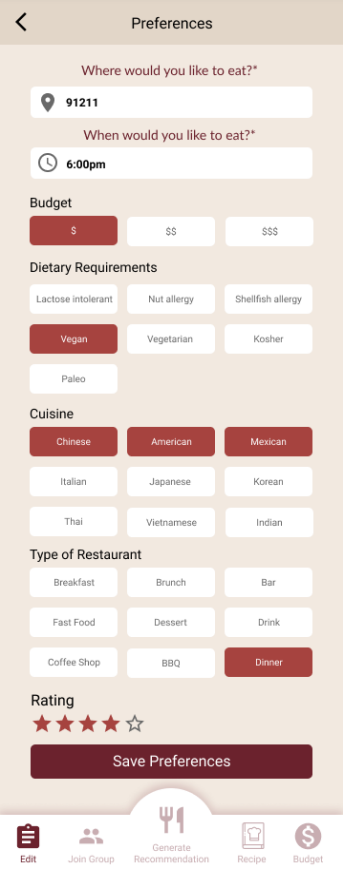 Preferences
Where would you like to eat?*
91211
When would you like to eat?*
6:00pm
Budget
$ $$ $$$
Dietary Requirements
Lactose intolerant Nut allergy Shellfish allergy
Vegan Vegetarian Kosher
Paleo
Cuisine
Chinese American Mexican
Italian Japanese Korean
Thai Vietnamese Indian
Type of Restaurant
Breakfast Brunch Bar
Fast Food Dessert Drink
Coffee Shop BBQ Dinner
Rating
Save Preferences
Edit Join Group Generate Recommendation Recipe Budget